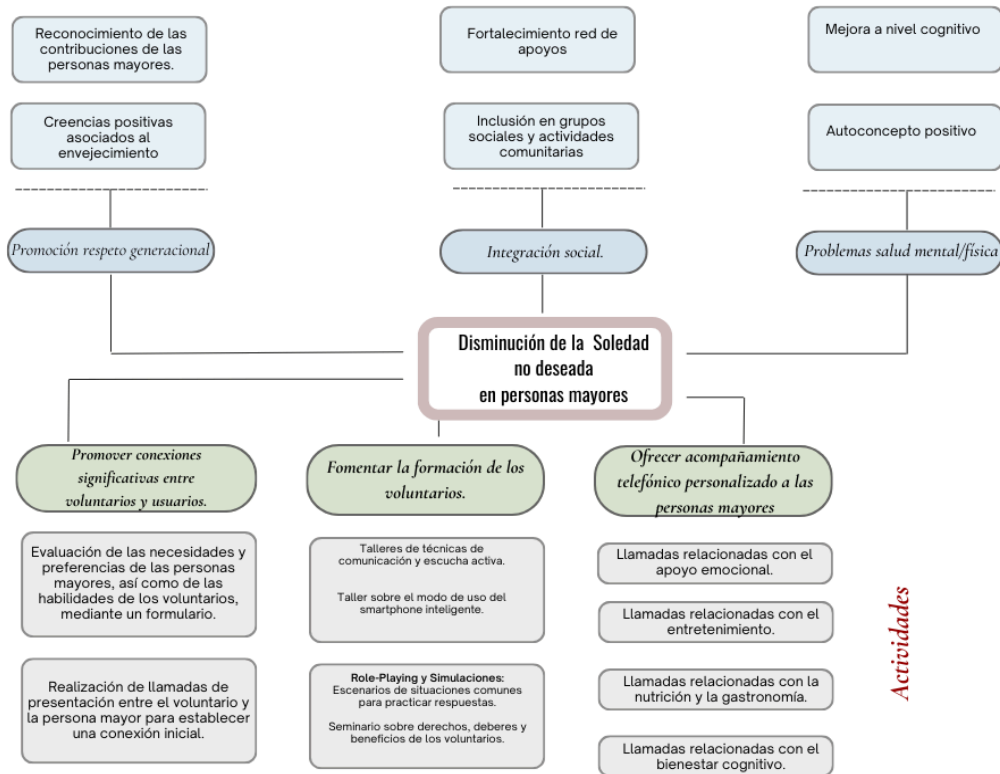 Reconocimiento de las
contribuciones de las
personas mayores.
Fortalecimiento red de
apoyos
Mejora a nivel cognitivo
Creencias positivas
asociados al
envejecimiento
Inclusión en grupos
sociales y actividades
comunitarias
Autoconcepto positivo
Promoción respeto generacional
Integración social.
Problemas salud mental/física
Disminución de la Soledad
no deseada
en personas mayores
Promover conexiones
significativas entre
voluntarios y usuarios.
Fomentar la formación de los
voluntarios.
Ofrecer acompañamiento
telefónico personalizado a las
personas mayores
Evaluación de las necesidades y
preferencias de las personas
mayores, así como de las
habilidades de los voluntarios,
mediante un formulario.
Realización de llamadas de
presentación entre el voluntario y
la persona mayor para establecer
una conexión inicial.
Talleres de técnicas de
comunicación y escucha activa.
Taller sobre el modo de uso del
smartphone inteligente.
Role-Playing y Simulaciones:
Escenarios de situaciones comunes
para practicar respuestas.
Seminario sobre derechos, deberes y
beneficios de los voluntarios.
Llamadas relacionadas con el
apoyo emocional.
Llamadas relacionadas con el
entretenimiento.
Llamadas relacionadas con la
nutrición y la gastronomía.
Llamadas relacionadas con el
bienestar cognitivo.
Actividades